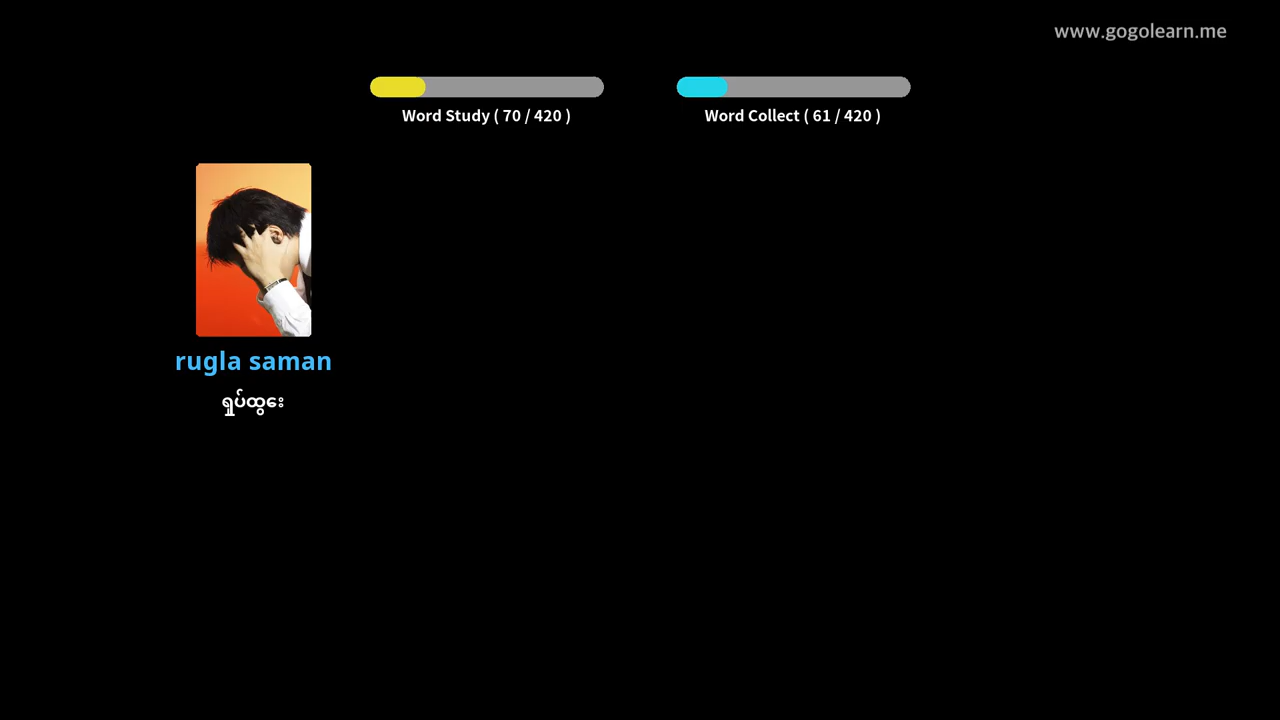 www.gogolearn.me
Word Study ( 70 / 420 )
Word Collect ( 61 / 420 )
rugla saman
ရှုပ်ထွေး